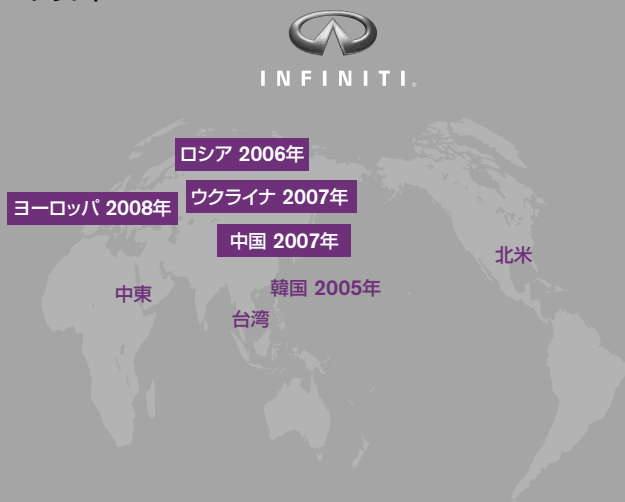 INFINITI®
ロシア 2006年
ウクライナ 2007年
ヨーロッパ 2008年
中国 2007年
北米
韓国 2005年
中東
台湾